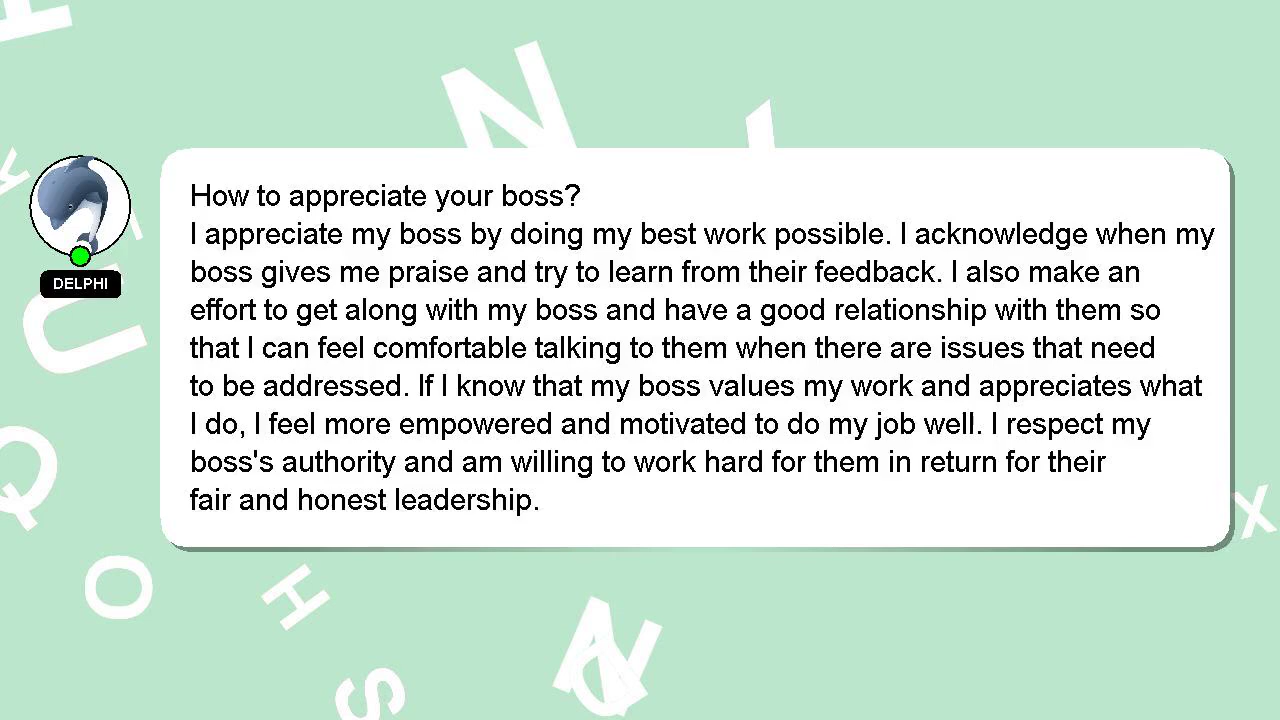 How to appreciate your boss?
I appreciate my boss by doing my best work possible. I acknowledge when my
boss gives me praise and try to learn from their feedback. I also make an
effort to get along with my boss and have a good relationship with them so
that I can feel comfortable talking to them when there are issues that need
to be addressed. If I know that my boss values my work and appreciates what
I do, I feel more empowered and motivated to do my job well. I respect my
boss's authority and am willing to work hard for them in return for their
fair and honest leadership.
DELPHI
N
U
Q
X
O
H
S
N